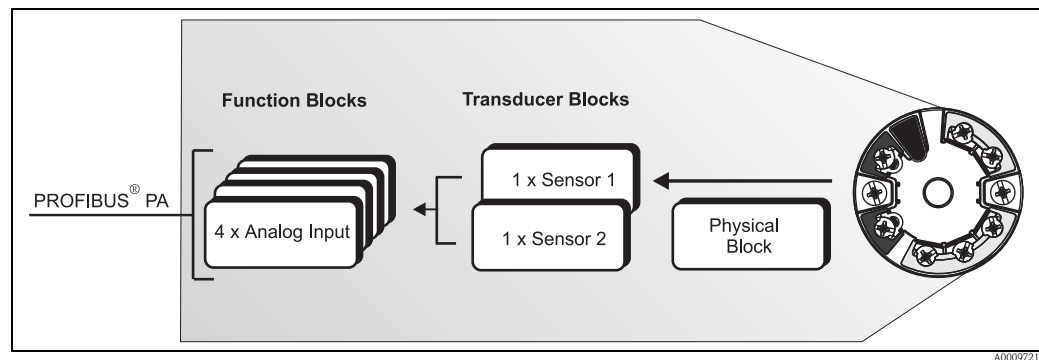 Function Blocks
Transducer Blocks
PROFIBUS® PA
4 x Analog Input
1 x Sensor 1
1 x Sensor 2
Physical
Block
A0009721